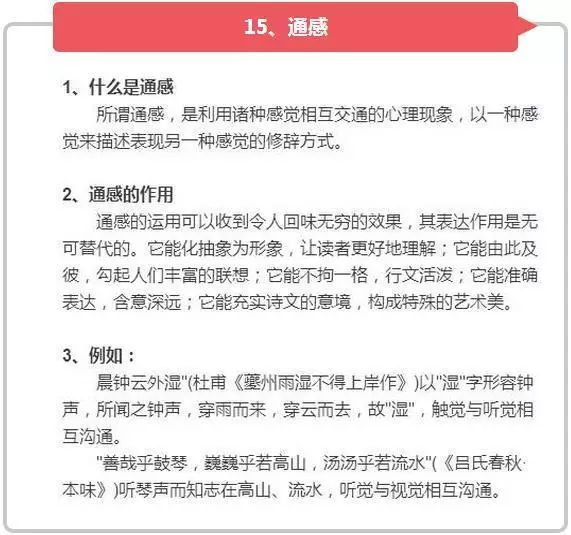 15、通感
1、什么是通感
所谓通感，是利用诸种感觉相互交通的心理现象，以一种感
觉来描述表现另一种感觉的修辞方式。
2、通感的作用
通感的运用可以收到令人回味无穷的效果，其表达作用是无
可替代的。它能化抽象为形象，让读者更好地理解；它能由此及
彼，勾起人们丰富的联想；它能不拘一格，行文活泼；它能准确
表达，含意深远；它能充实诗文的意境，构成特殊的艺术美。
3、例如：
晨钟云外湿"(杜甫《夔州雨湿不得上岸作》)以"湿"字形容钟
声，所闻之钟声，穿雨而来，穿云而去，故"湿"，触觉与听觉相
互沟通。
"善哉乎鼓琴，巍巍乎若高山，汤汤乎若流水"(《吕氏春秋·
本味》)听琴声而知志在高山、流水，听觉与视觉相互沟通。